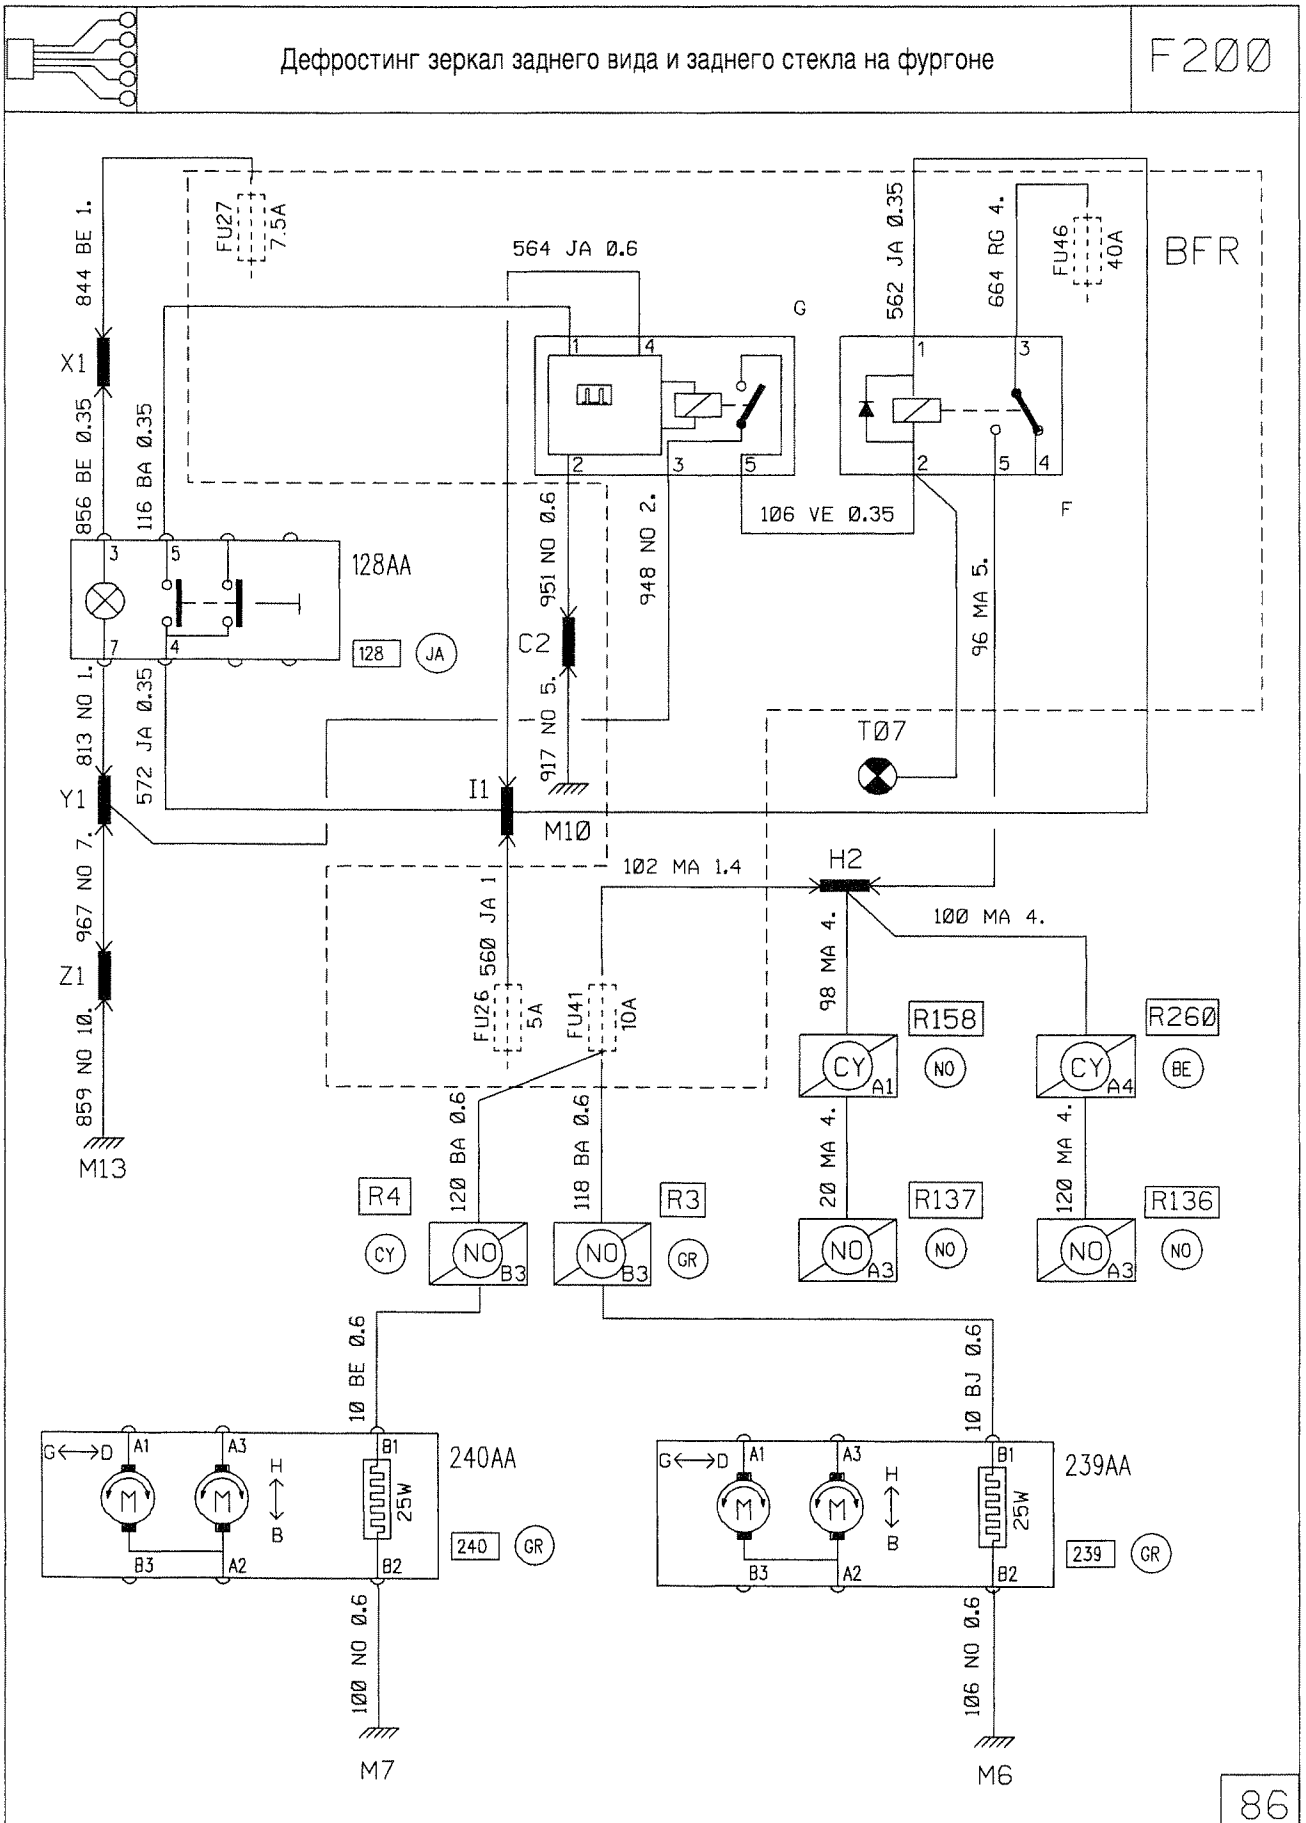 Дефростинг зеркал заднего вида и заднего стекла на фургоне
F200
844 BE 1.
FU27
7.5A
564 JA 0.6
562 JA 0.35
664 RG 4.
FU46
40A
BFR
X1
G
1
4
1
3
856 BE 0.35
116 BA 0.35
2
3
5
2
5
4
F
3
5
128AA
951 NO 0.6
948 NO 2.
106 VE 0.35
96 MA 5.
C2
7
4
128
JA
813 NO 1.
572 JA 0.35
917 NO 5.
T07
Y1
I1
M10
H2
102 MA 1.4
967 NO 7.
100 MA 4.
Z1
560 JA 1
98 MA 4.
FU26
5A
FU41
10A
859 NO 10.
R158
R260
CY
A1
NO
CY
A4
BE
M13
120 BA 0.6
118 BA 0.6
20 MA 4.
120 MA 4.
R4
R3
R137
R136
CY
NO
B3
NO
B3
GR
NO
A3
NO
NO
A3
NO
10 BE 0.6
10 BJ 0.6
G
D
A1
A3
B1
240AA
G
D
A1
A3
B1
239AA
M
M
H
B
25W
M
M
H
B
25W
240
GR
239
GR
B3
A2
B2
B3
A2
B2
100 NO 0.6
106 NO 0.6
M7
M6
86